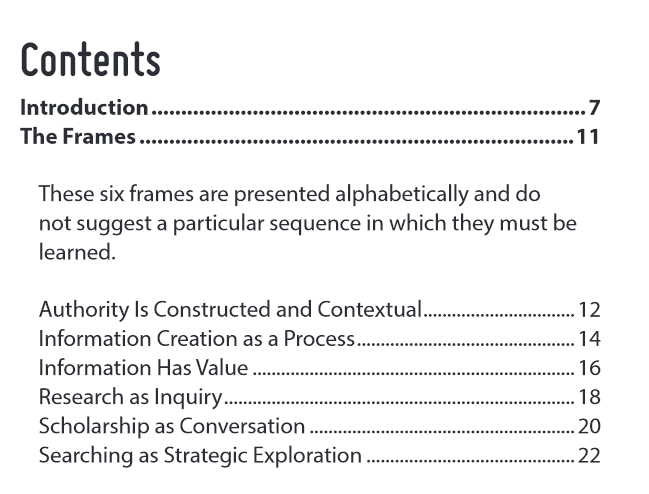 Contents
Introduction.........................................................................7
The Frames.........................................................................11
These six frames are presented alphabetically and do
not suggest a particular sequence in which they must be
learned.
Authority Is Constructed and Contextual................................12
Information Creation as a Process..............................................14
Information Has Value....................................................................16
Research as Inquiry..........................................................................18
Scholarship as Conversation........................................................20
Searching as Strategic Exploration............................................22